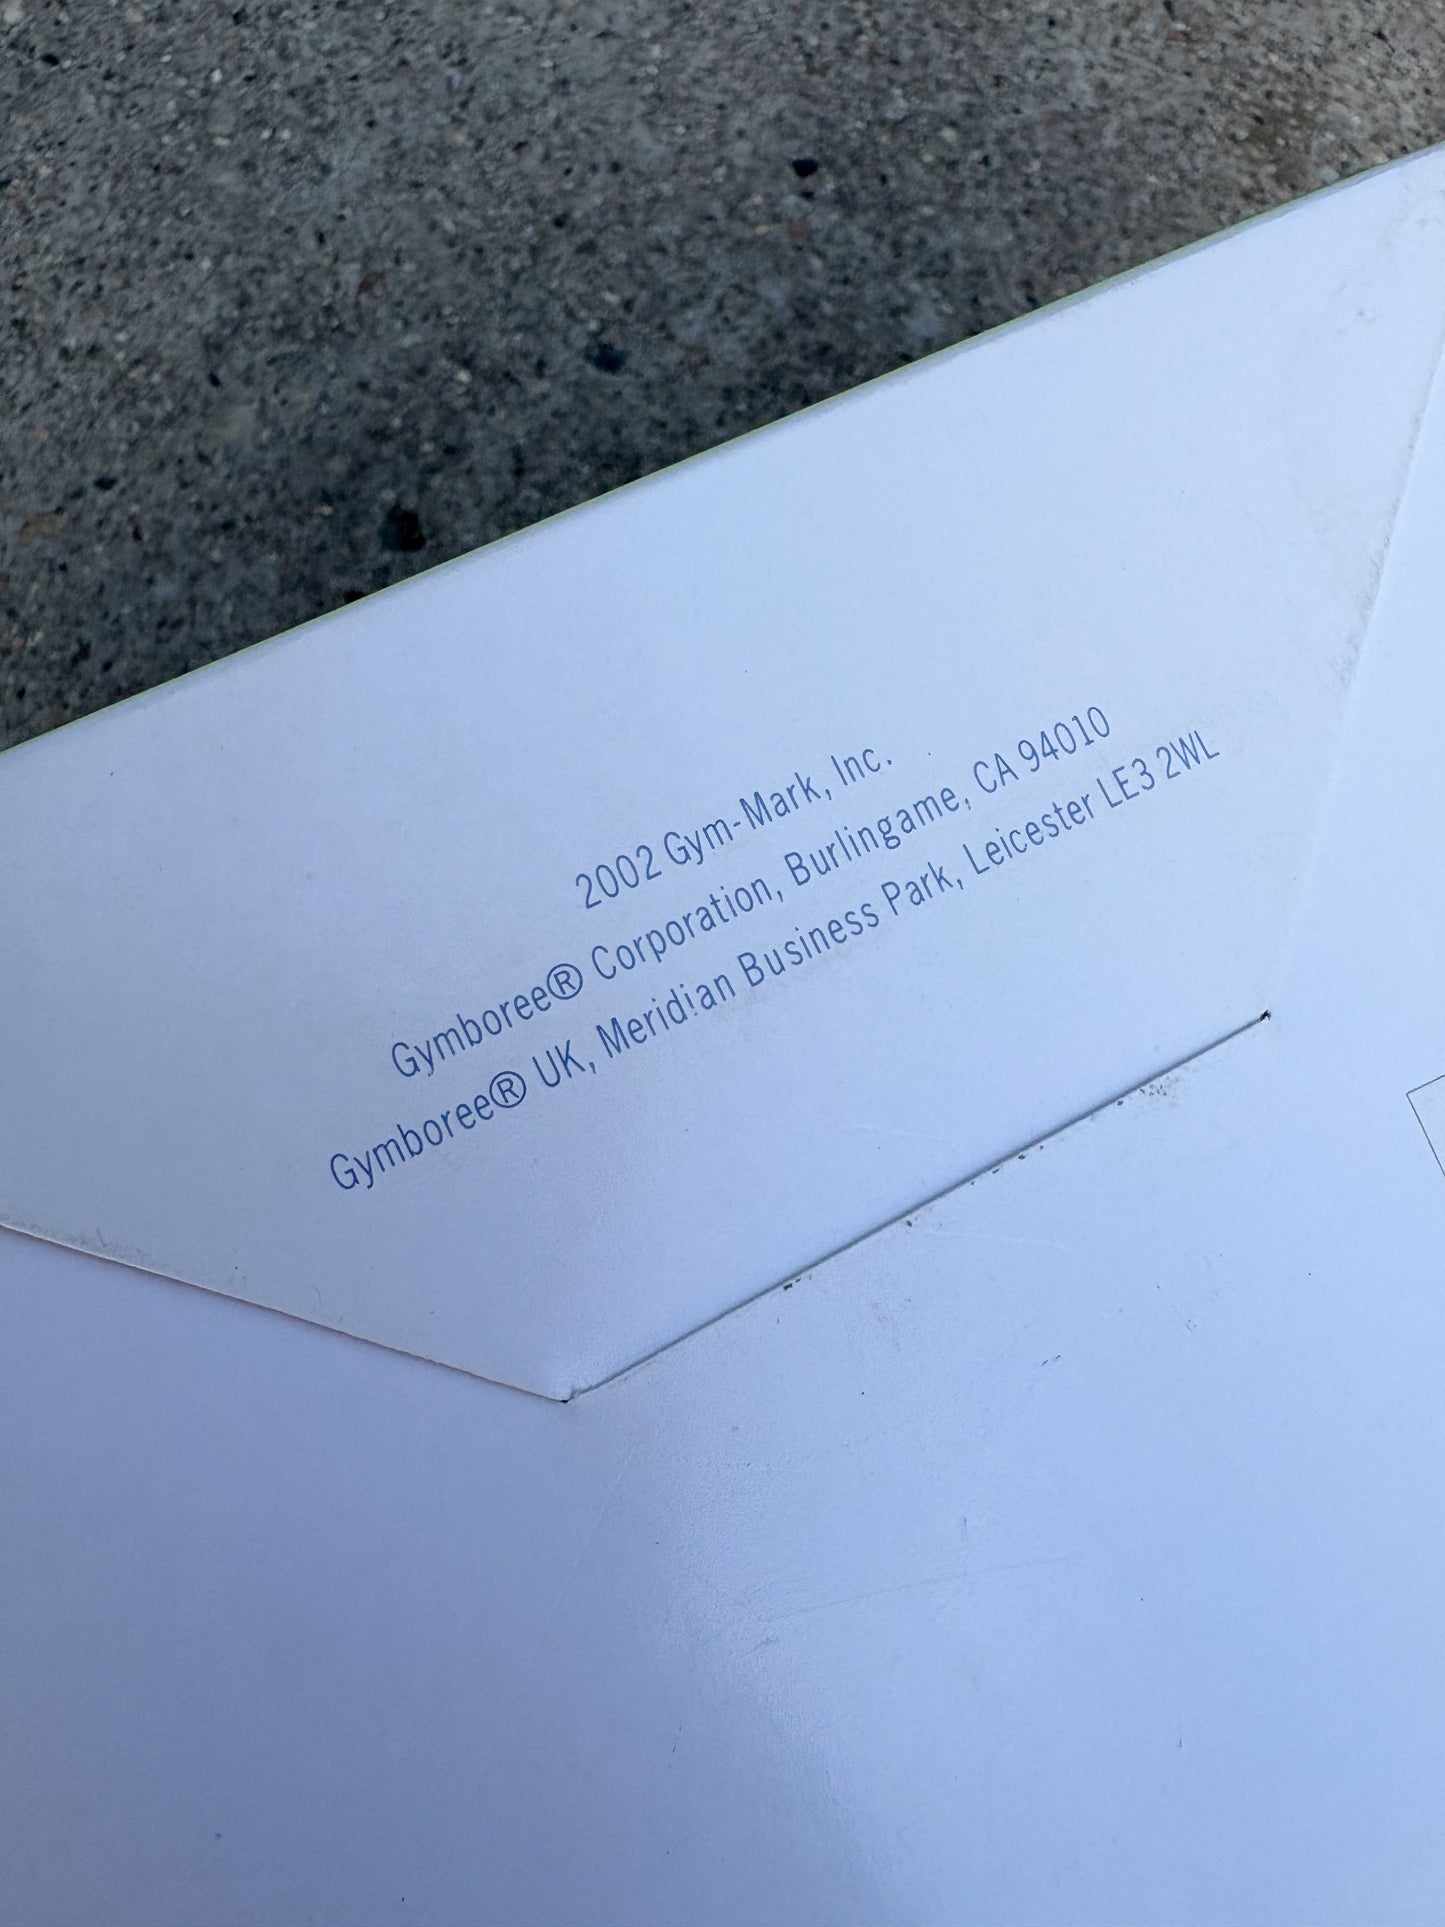 2002 Gym-Mark, Inc.
Gymboree® Corporation, Burlingame, CA 94010
Gymboree® UK, Meridian Business Park, Leicester LE3 2WL